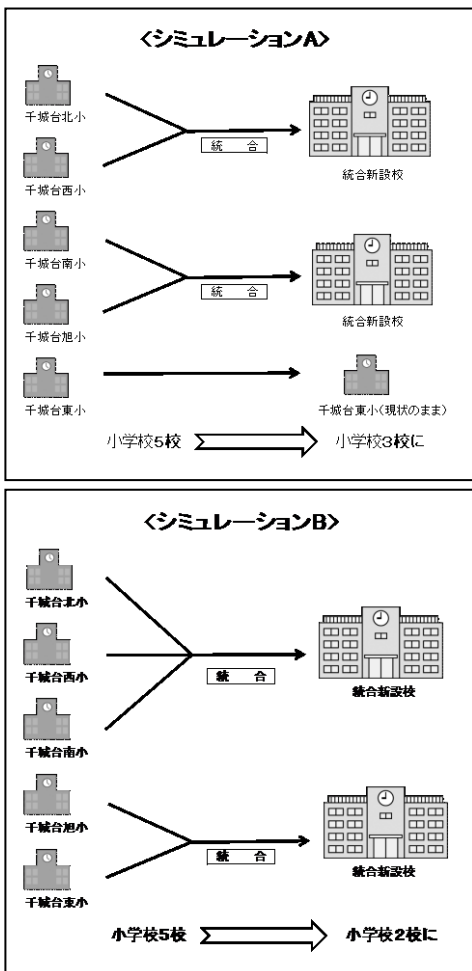 〈シミュレーションA〉
千城台北小
千城台西小
統 合
統合新設校
千城台南小
千城台旭小
統 合
統合新設校
千城台東小
千城台東小(現状のまま)
小学校5校
小学校3校に
〈シミュレーションB〉
千城台北小
千城台西小
千城台南小
統 合
統合新設校
千城台旭小
千城台東小
統 合
統合新設校
小学校5校
小学校2校に